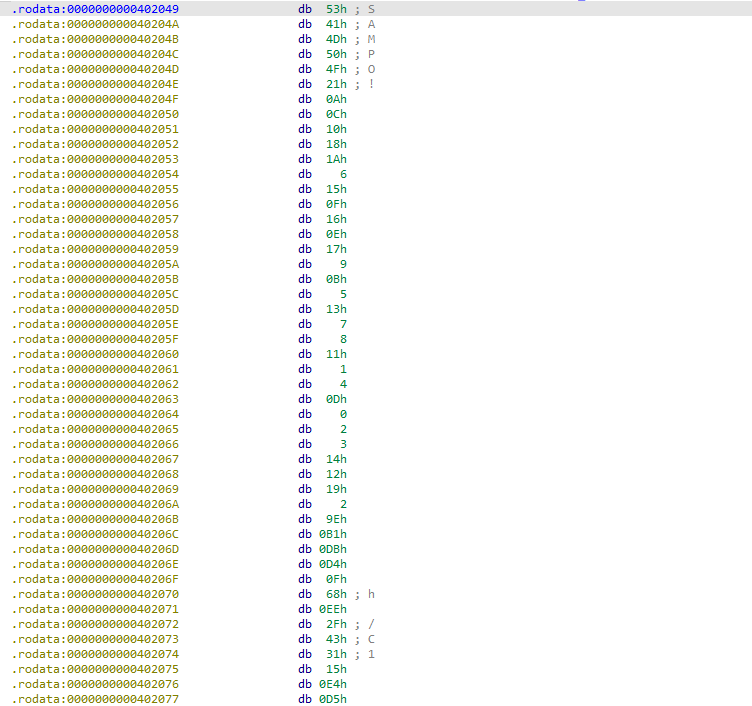 .rodata:0000000000402049 db 53h ; S
.rodata:000000000040204A db 41h ; A
.rodata:000000000040204B db 4Dh ; M
.rodata:000000000040204C db 50h ; P
.rodata:000000000040204D db 4Fh ; O
.rodata:000000000040204E db 21h ; !
.rodata:000000000040204F db 0Ah
.rodata:0000000000402050 db 0Ch
.rodata:0000000000402051 db 10h
.rodata:0000000000402052 db 18h
.rodata:0000000000402053 db 1Ah
.rodata:0000000000402054 db 6
.rodata:0000000000402055 db 15h
.rodata:0000000000402056 db 0Fh
.rodata:0000000000402057 db 16h
.rodata:0000000000402058 db 0Eh
.rodata:0000000000402059 db 17h
.rodata:000000000040205A db 9
.rodata:000000000040205B db 0Bh
.rodata:000000000040205C db 5
.rodata:000000000040205D db 13h
.rodata:000000000040205E db 7
.rodata:000000000040205F db 8
.rodata:0000000000402060 db 11h
.rodata:0000000000402061 db 1
.rodata:0000000000402062 db 4
.rodata:0000000000402063 db 0Dh
.rodata:0000000000402064 db 0
.rodata:0000000000402065 db 2
.rodata:0000000000402066 db 3
.rodata:0000000000402067 db 14h
.rodata:0000000000402068 db 12h
.rodata:0000000000402069 db 19h
.rodata:000000000040206A db 2
.rodata:000000000040206B db 9Eh
.rodata:000000000040206C db 0B1h
.rodata:000000000040206D db 0DBh
.rodata:000000000040206E db 0D4h
.rodata:000000000040206F db 0Fh
.rodata:0000000000402070 db 68h ; h
.rodata:0000000000402071 db 0EEh
.rodata:0000000000402072 db 2Fh ; /
.rodata:0000000000402073 db 43h ; C
.rodata:0000000000402074 db 31h ; 1
.rodata:0000000000402075 db 15h
.rodata:0000000000402076 db 0E4h
.rodata:0000000000402077 db 0D5h